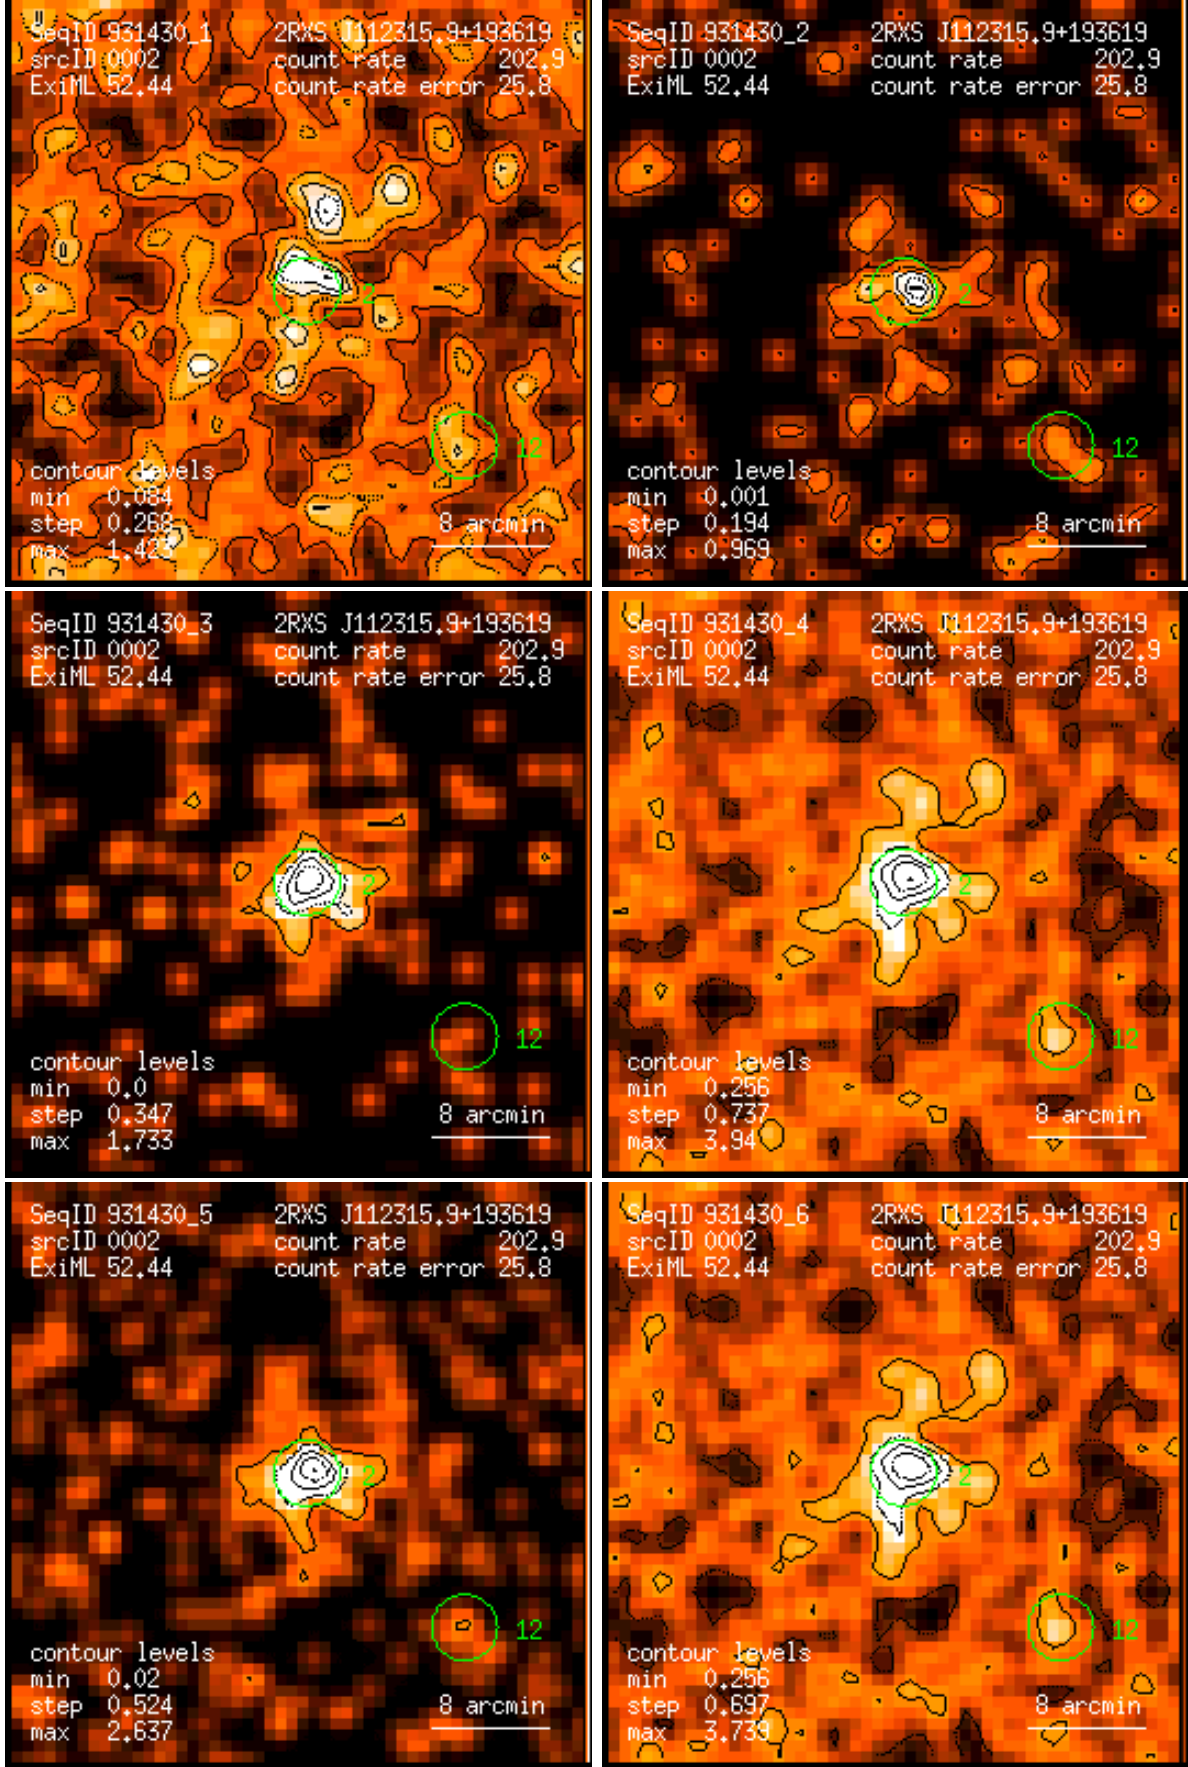 SeqID 931430_1 2RXS J112315.9+193619
srcID 0002 count rate 202.9
ExiML 52.44 count rate error 25.8
2
12
contour levels
min 0.084
step 0.268 8 arcmin
max 1.423
SeqID 931430_2 2RXS J112315.9+193619
srcID 0002 count rate 202.9
ExiML 52.44 count rate error 25.8
2
12
contour levels
min 0.001
step 0.194 8 arcmin
max 0.969
SeqID 931430_3 2RXS J112315.9+193619
srcID 0002 count rate 202.9
ExiML 52.44 count rate error 25.8
2
12
contour levels
min 0.0
step 0.347 8 arcmin
max 1.733
SeqID 931430_4 2RXS J112315.9+193619
srcID 0002 count rate 202.9
ExiML 52.44 count rate error 25.8
2
12
contour levels
min 0.256
step 0.737 8 arcmin
max 3.94
SeqID 931430_5 2RXS J112315.9+193619
srcID 0002 count rate 202.9
ExiML 52.44 count rate error 25.8
2
12
contour levels
min 0.02
step 0.524 8 arcmin
max 2.637
SeqID 931430_6 2RXS J112315.9+193619
srcID 0002 count rate 202.9
ExiML 52.44 count rate error 25.8
2
12
contour levels
min 0.256
step 0.697 8 arcmin
max 3.739